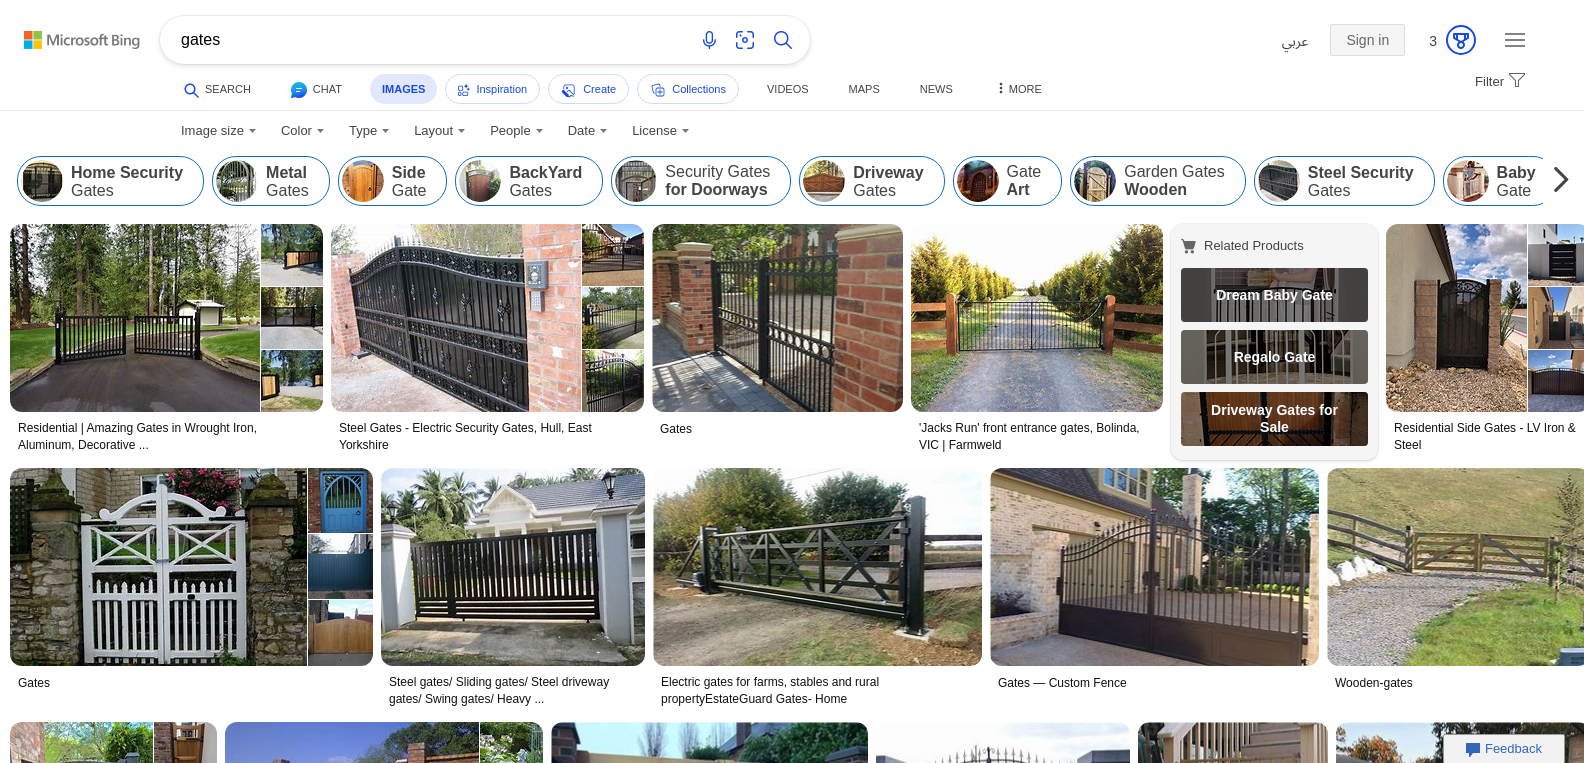 Microsoft Bing
gates
عربي
Sign in
3
SEARCH
CHAT
IMAGES
Inspiration
Create
Collections
VIDEOS
MAPS
NEWS
MORE
Filter
Image size
Color
Type
Layout
People
Date
License
Home Security
Gates
Metal
Gates
Side
Gate
BackYard
Gates
Security Gates
for Doorways
Driveway
Gates
Gate
Art
Garden Gates
Wooden
Steel Security
Gates
Baby
Gate
Residential | Amazing Gates in Wrought Iron,
Aluminum, Decorative ...
Steel Gates - Electric Security Gates, Hull, East
Yorkshire
Gates
'Jacks Run' front entrance gates, Bolinda,
VIC | Farmweld
Related Products
Dream Baby Gate
Regalo Gate
Driveway Gates for
Sale
Residential Side Gates - LV Iron &
Steel
Gates
Steel gates/ Sliding gates/ Steel driveway
gates/ Swing gates/ Heavy ...
Electric gates for farms, stables and rural
propertyEstateGuard Gates- Home
Gates — Custom Fence
Wooden-gates
Feedback